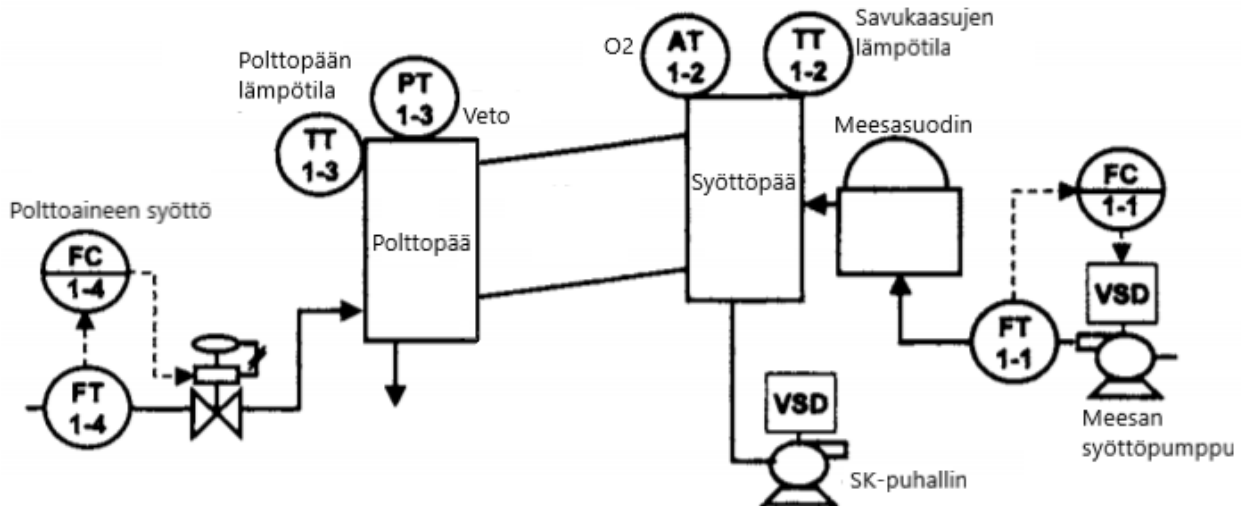 Savukaasujen
lämpötila
O2
AT
1-2
TT
1-2
Polttopään
lämpötila
PT
1-3
Veto
TT
1-3
Meesasuodin
FC
1-1
Syöttöpää
Polttoaineen syöttö
Polttopää
FC
1-4
VSD
FT
1-1
FT
1-4
VSD
Meesan
syöttöpumppu
SK-puhallin